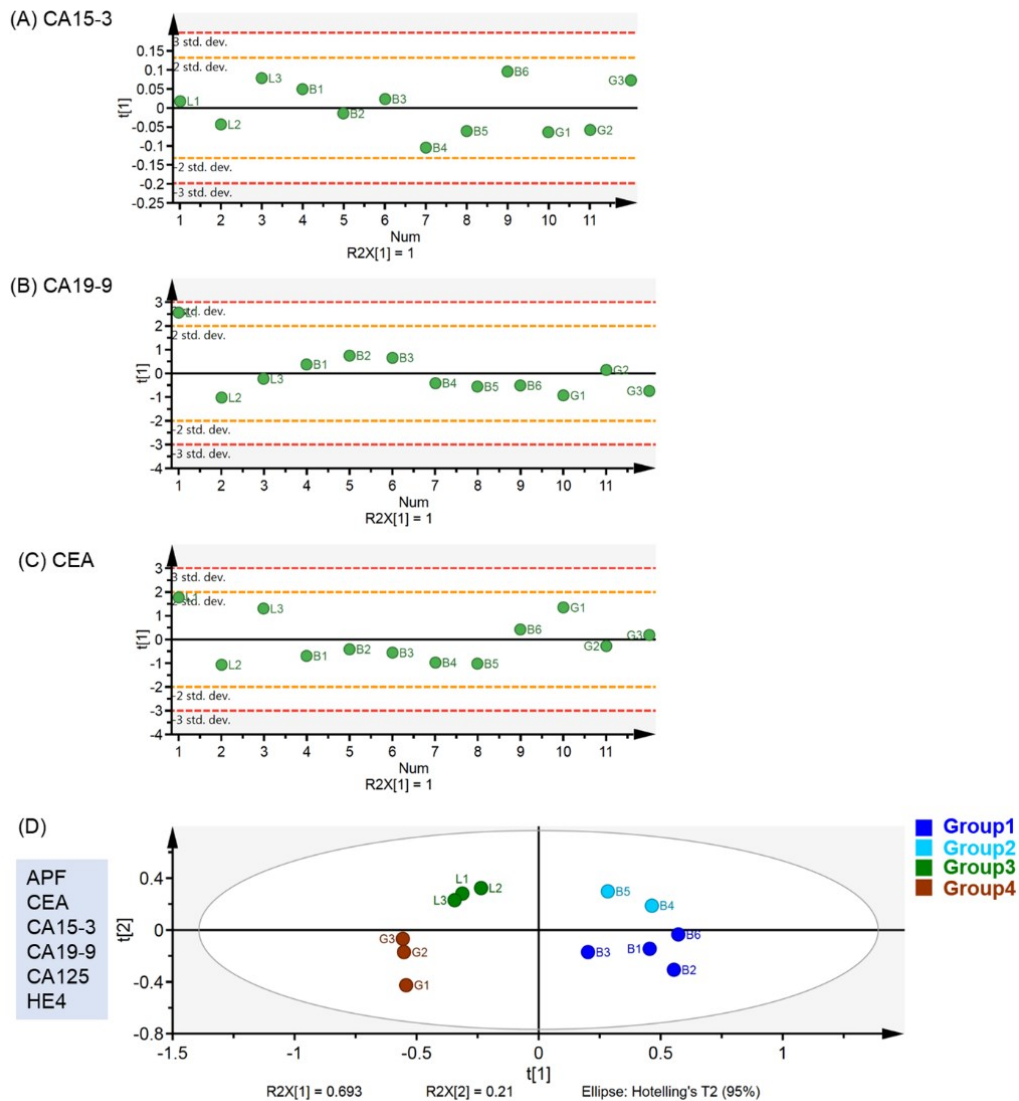 (A) CA15-3
3 std. dev.
0.15
2 std. dev.
0.1
L3
B6
G3
0.05
B1
B3
t[1]
0
L1
B2
-0.05
L2
B5
G1
G2
-0.1
B4
-0.15
-2 std. dev.
-0.2
-3 std. dev.
-0.25
1 2 3 4 5 6 7 8 9 10 11
Num
R2X[1] = 1
(B) CA19-9
3
std. dev.
2
2 std. dev.
1
B1
B2
B3
t[1]
0
L3
G2
B4
B5
B6
G3
-1
L2
G1
-2
-2 std. dev.
-3
-3 std. dev.
-4
1 2 3 4 5 6 7 8 9 10 11
Num
R2X[1] = 1
(C) CEA
3
3 std. dev.
2
L1
std. dev.
1
L3
G1
B6
G3
t[1]
0
G2
B1
B2
B3
-1
L2
B4
B5
-2
-2 std. dev.
-3
-3 std. dev.
-4
1 2 3 4 5 6 7 8 9 10 11
Num
R2X[1] = 1
(D)
APF
CEA
CA15-3
CA19-9
CA125
HE4
Group1
Group2
Group3
Group4
0.4
L1
L2
L3
B5
B4
t[2]
0
G3
B6
G2
B3
B1
B2
-0.4
G1
-0.8
-1.5 -1 -0.5 0 0.5 1
t[1]
R2X[1] = 0.693 R2X[2] = 0.21 Ellipse: Hotelling's T2 (95%)